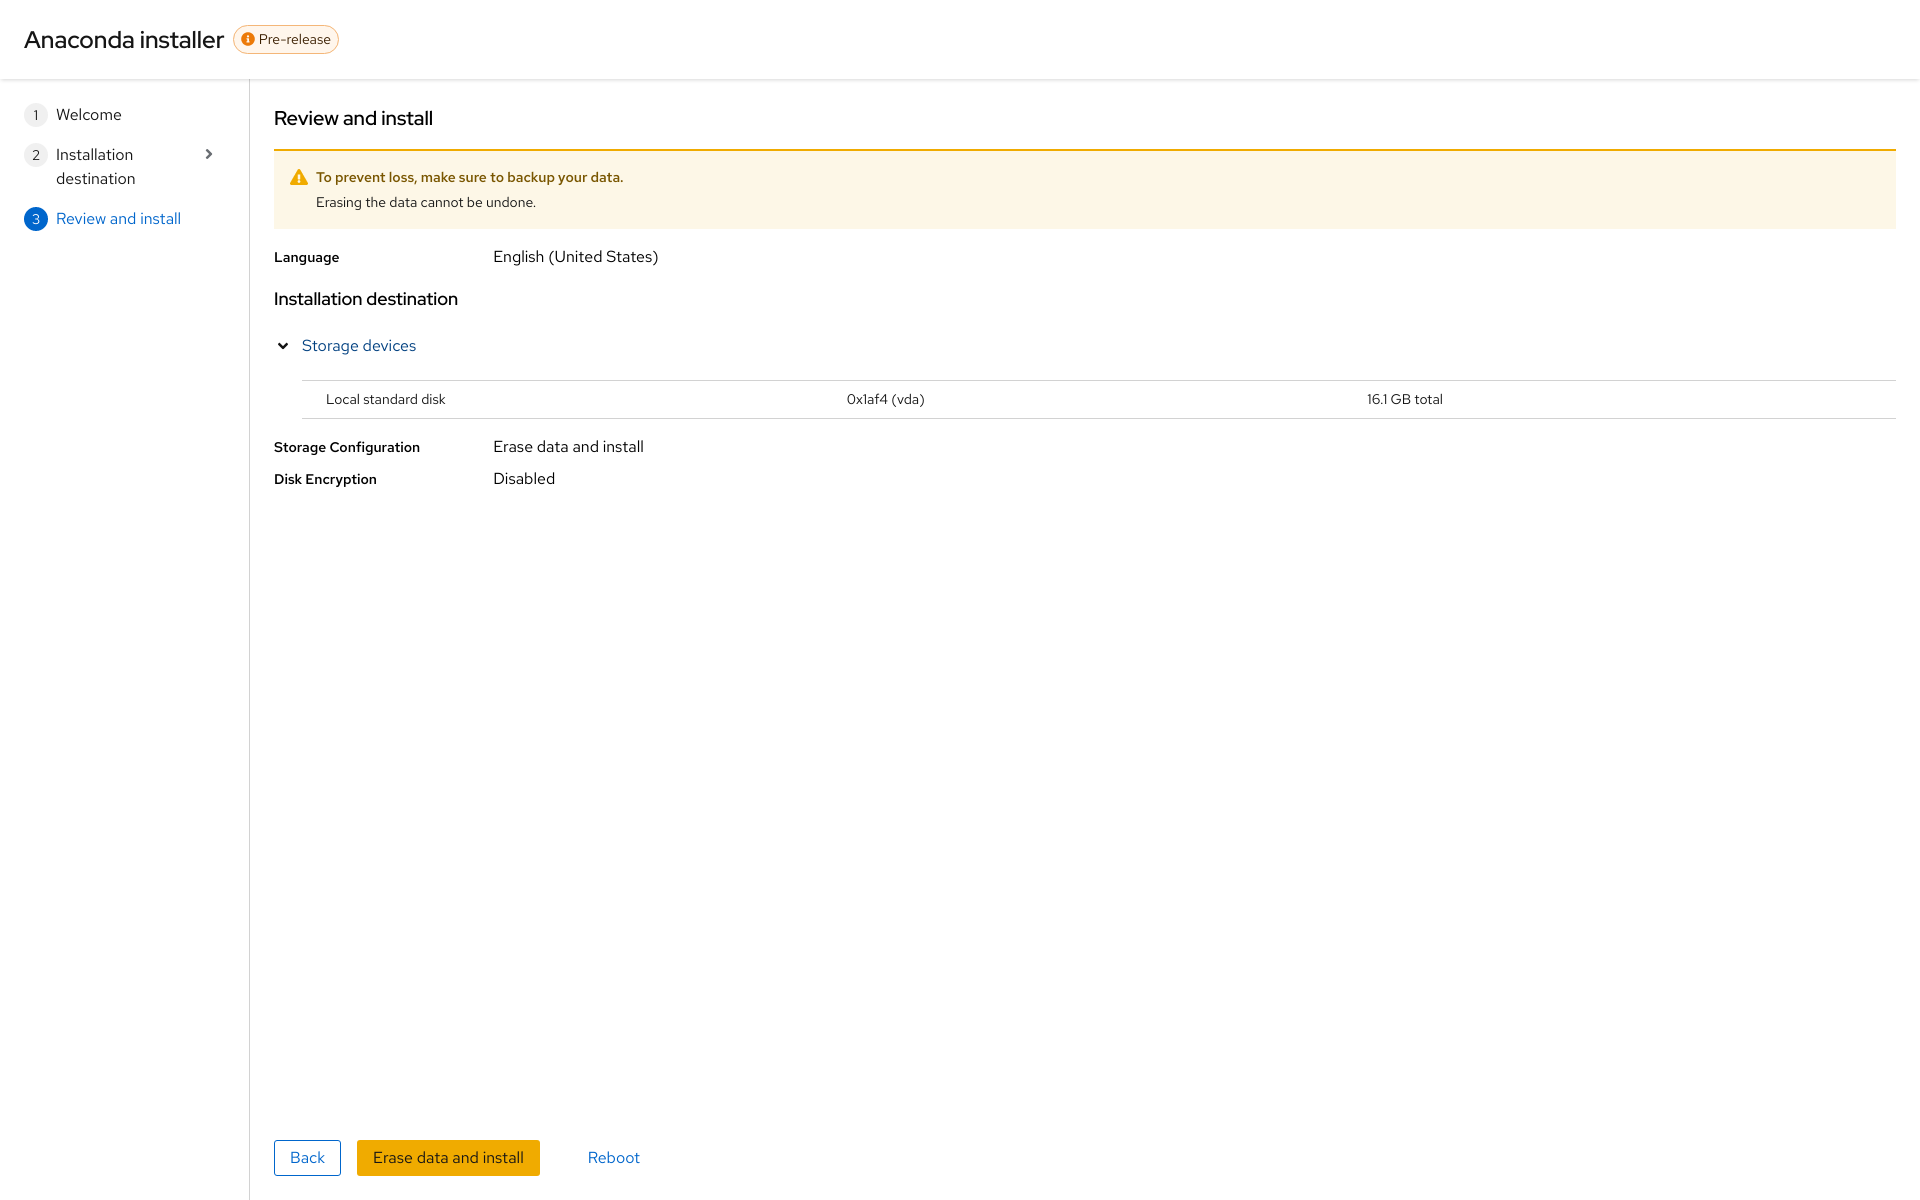 Anaconda installer
Pre-release
1 Welcome
2 Installation
destination
3 Review and install
Review and install
To prevent loss, make sure to backup your data.
Erasing the data cannot be undone.
Language English (United States)
Installation destination
Storage devices
Local standard disk 0x1af4 (vda) 16.1 GB total
Storage Configuration Erase data and install
Disk Encryption Disabled
Back Erase data and install Reboot